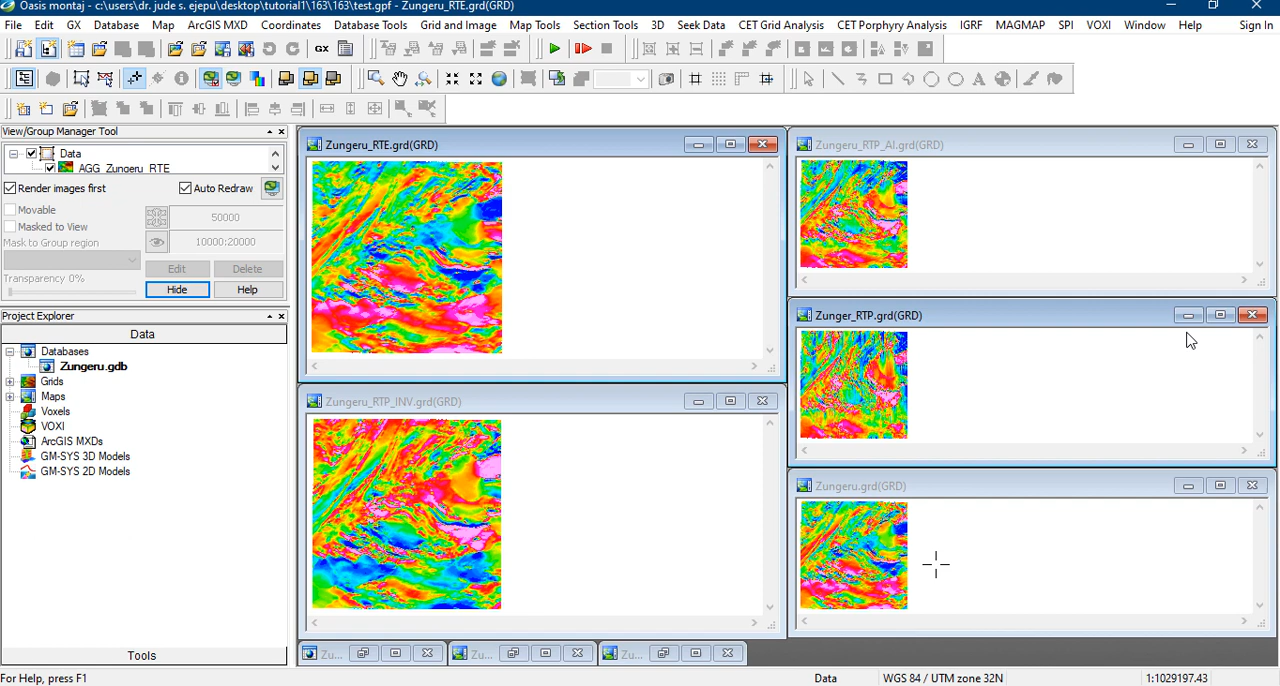 Oasis montaj - c:\users\dr. jude s. ejepu\desktop\tutorial1\163\163\test.gpf - Zungeru_RTE.grd(GRD)
File Edit GX Database Map ArcGIS MXD Coordinates Database Tools Grid and Image Map Tools Section Tools 3D Seek Data CET Grid Analysis CET Porphyry Analysis IGRF MAGMAP SPI VOXI Window Help Sign In
GX
View/Group Manager Tool
Data
AGG_Zungeru_RTE
Render images first Auto Redraw
Movable 50000
Masked to View
Mask to Group region 10000:20000
Edit Delete
Transparency 0%
Hide Help
Project Explorer
Data
Databases
Zungeru.gdb
Grids
Maps
Voxels
VOXI
ArcGIS MXDs
GM-SYS 3D Models
GM-SYS 2D Models
Tools
Zungeru_RTE.grd(GRD)
Zungeru_RTP_AI.grd(GRD)
Zunger_RTP.grd(GRD)
Zungeru_RTP_INV.grd(GRD)
Zungeru.grd(GRD)
Zu... Zu... Zu...
For Help, press F1 Data WGS 84 / UTM zone 32N 1:1029197.43